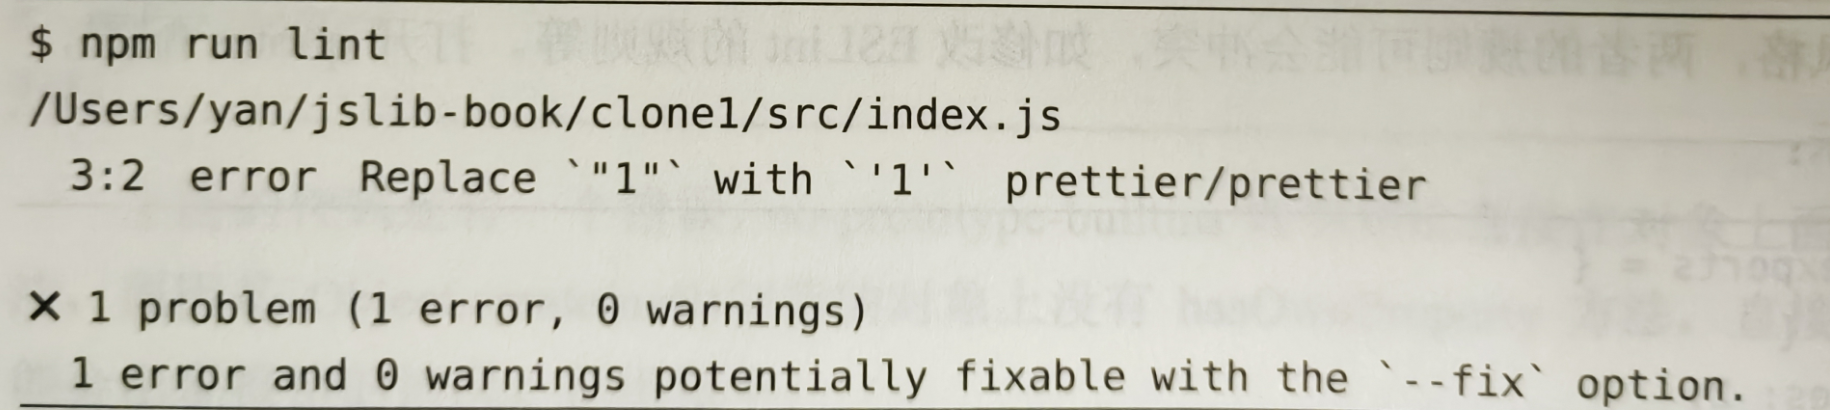 $ npm run lint
/Users/yan/jslib-book/clone1/src/index.js
3:2 error Replace `"1"` with `'1'` prettier/prettier
✕ 1 problem (1 error, 0 warnings)
1 error and 0 warnings potentially fixable with the `--fix` option.